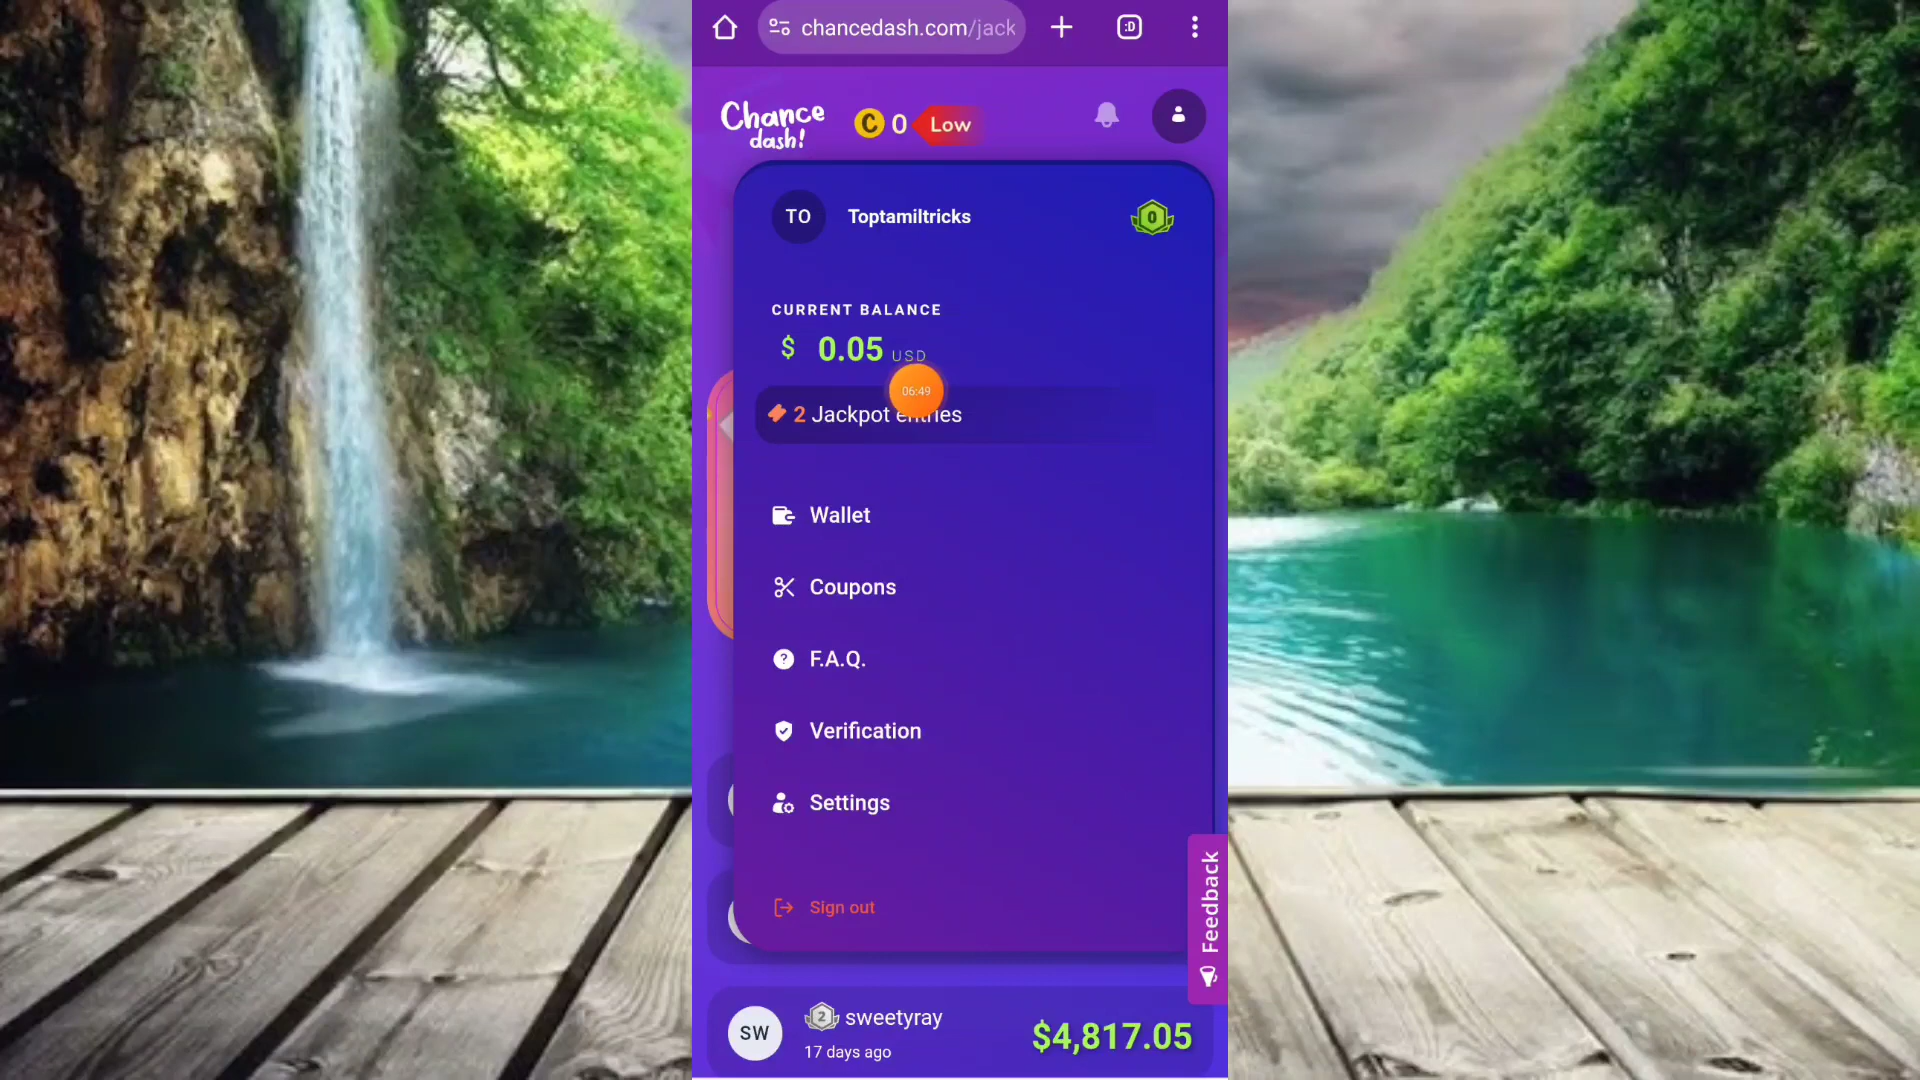 chancedash.com/jack
:D
Chance
dash!
C 0 Low
TO Toptamiltricks 0
CURRENT BALANCE
$ 0.05 USD
06:49
2 Jackpot entries
Wallet
Coupons
? F.A.Q.
Verification
Settings
Sign out
Feedback
SW 2 sweetyray
17 days ago
$4,817.05